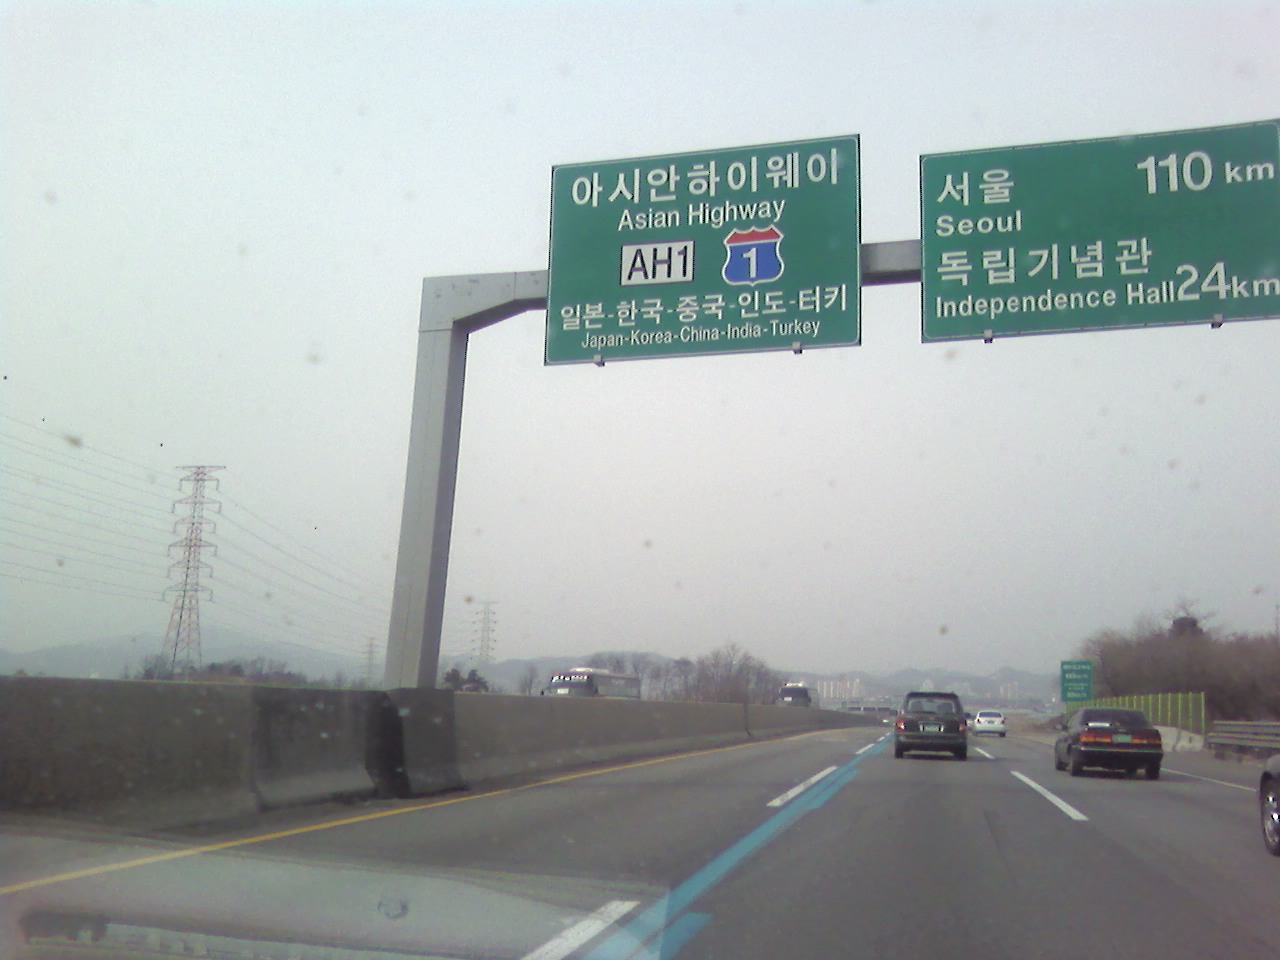 아시안하이웨이
Asian Highway
AH1 1
일본-한국-중국-인도-터키
Japan-Korea-China-India-Turkey
서울 110 km
Seoul
독립기념관
Independence Hall 24km